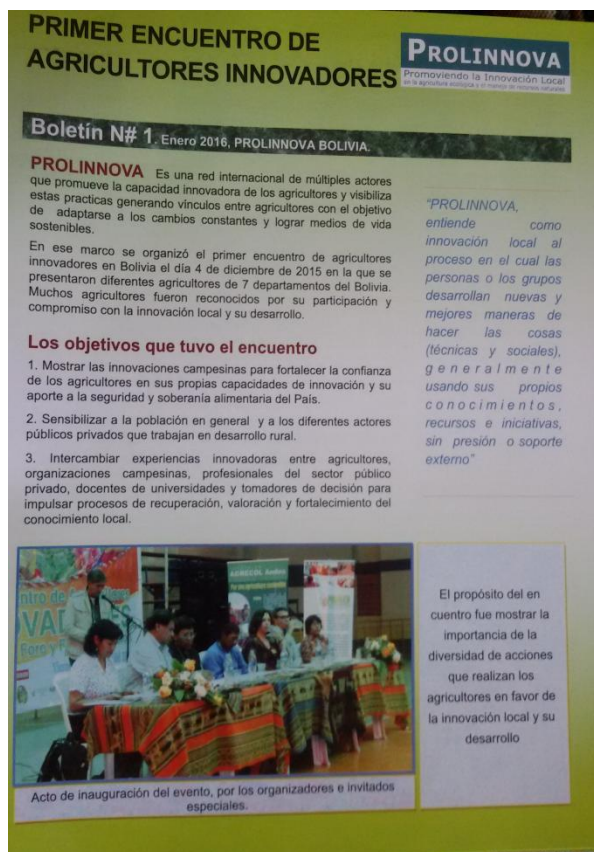 PRIMER ENCUENTRO DE
AGRICULTORES INNOVADORES
PROLINNOVA
Promoviendo la Innovación Local
en la agricultura ecológica y el manejo de recursos naturales
Boletín N# 1. Enero 2016, PROLINNOVA BOLIVIA.
PROLINNOVA Es una red internacional de múltiples actores
que promueve la capacidad innovadora de los agricultores y visibiliza
estas practicas generando vínculos entre agricultores con el objetivo
de adaptarse a los cambios constantes y lograr medios de vida
sostenibles.
En ese marco se organizó el primer encuentro de agricultores
innovadores en Bolivia el día 4 de diciembre de 2015 en la que se
presentaron diferentes agricultores de 7 departamentos del Bolivia.
Muchos agricultores fueron reconocidos por su participación y
compromiso con la innovación local y su desarrollo.
Los objetivos que tuvo el encuentro
1. Mostrar las innovaciones campesinas para fortalecer la confianza
de los agricultores en sus propias capacidades de innovación y su
aporte a la seguridad y soberanía alimentaria del País.
2. Sensibilizar a la población en general y a los diferentes actores
públicos privados que trabajan en desarrollo rural.
3. Intercambiar experiencias innovadoras entre agricultores,
organizaciones campesinas, profesionales del sector público
privado, docentes de universidades y tomadores de decisión para
impulsar procesos de recuperación, valoración y fortalecimiento del
conocimiento local.
"PROLINNOVA,
entiende como
innovación local al
proceso en el cual las
personas o los grupos
desarrollan nuevas y
mejores maneras de
hacer las cosas
(técnicas y sociales),
generalmente
usando sus propios
conocimientos,
recursos e iniciativas,
sin presión o soporte
externo"
AGRECOL Andes
Foro y
Acto de inauguración del evento, por los organizadores e invitados
especiales.
El propósito del en
cuentro fue mostrar la
importancia de la
diversidad de acciones
que realizan los
agricultores en favor de
la innovación local y su
desarrollo